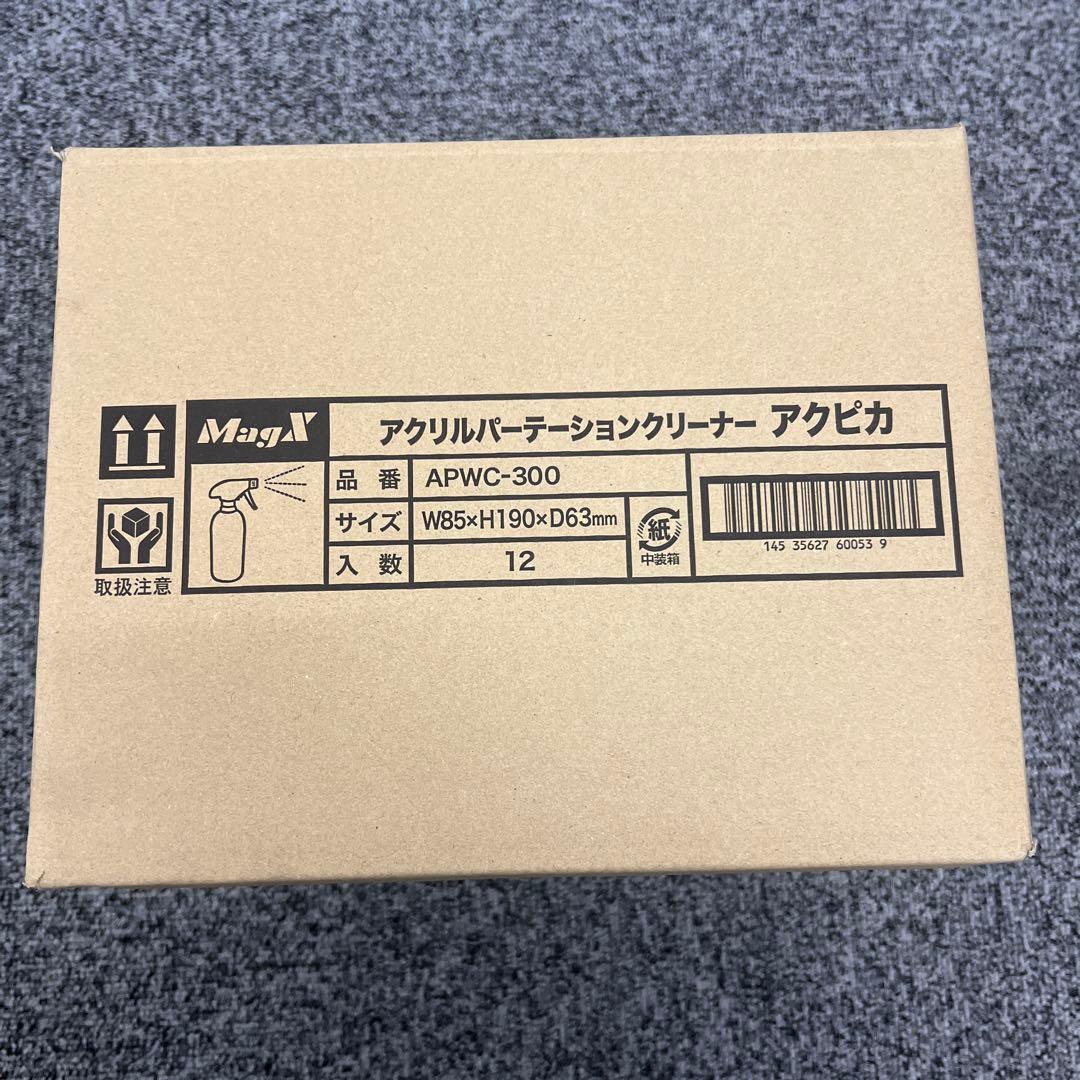 MagX
アクリルパーテーションクリーナー アクピカ
品番 APWC-300
サイズ W85×H190×D63mm
入数 12
紙
中装箱
145 35627 60053 9
取扱注意